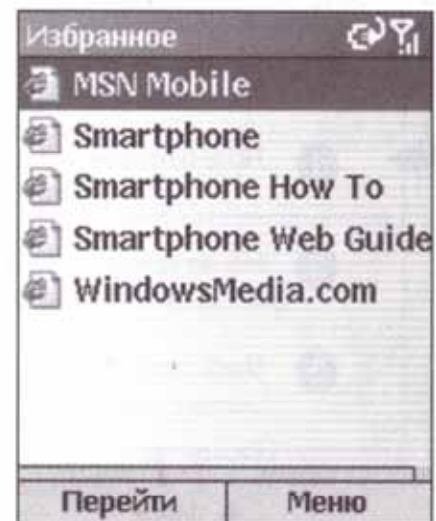 Избранное
MSN Mobile
Smartphone
Smartphone How To
Smartphone Web Guide
WindowsMedia.com
Перейти Меню